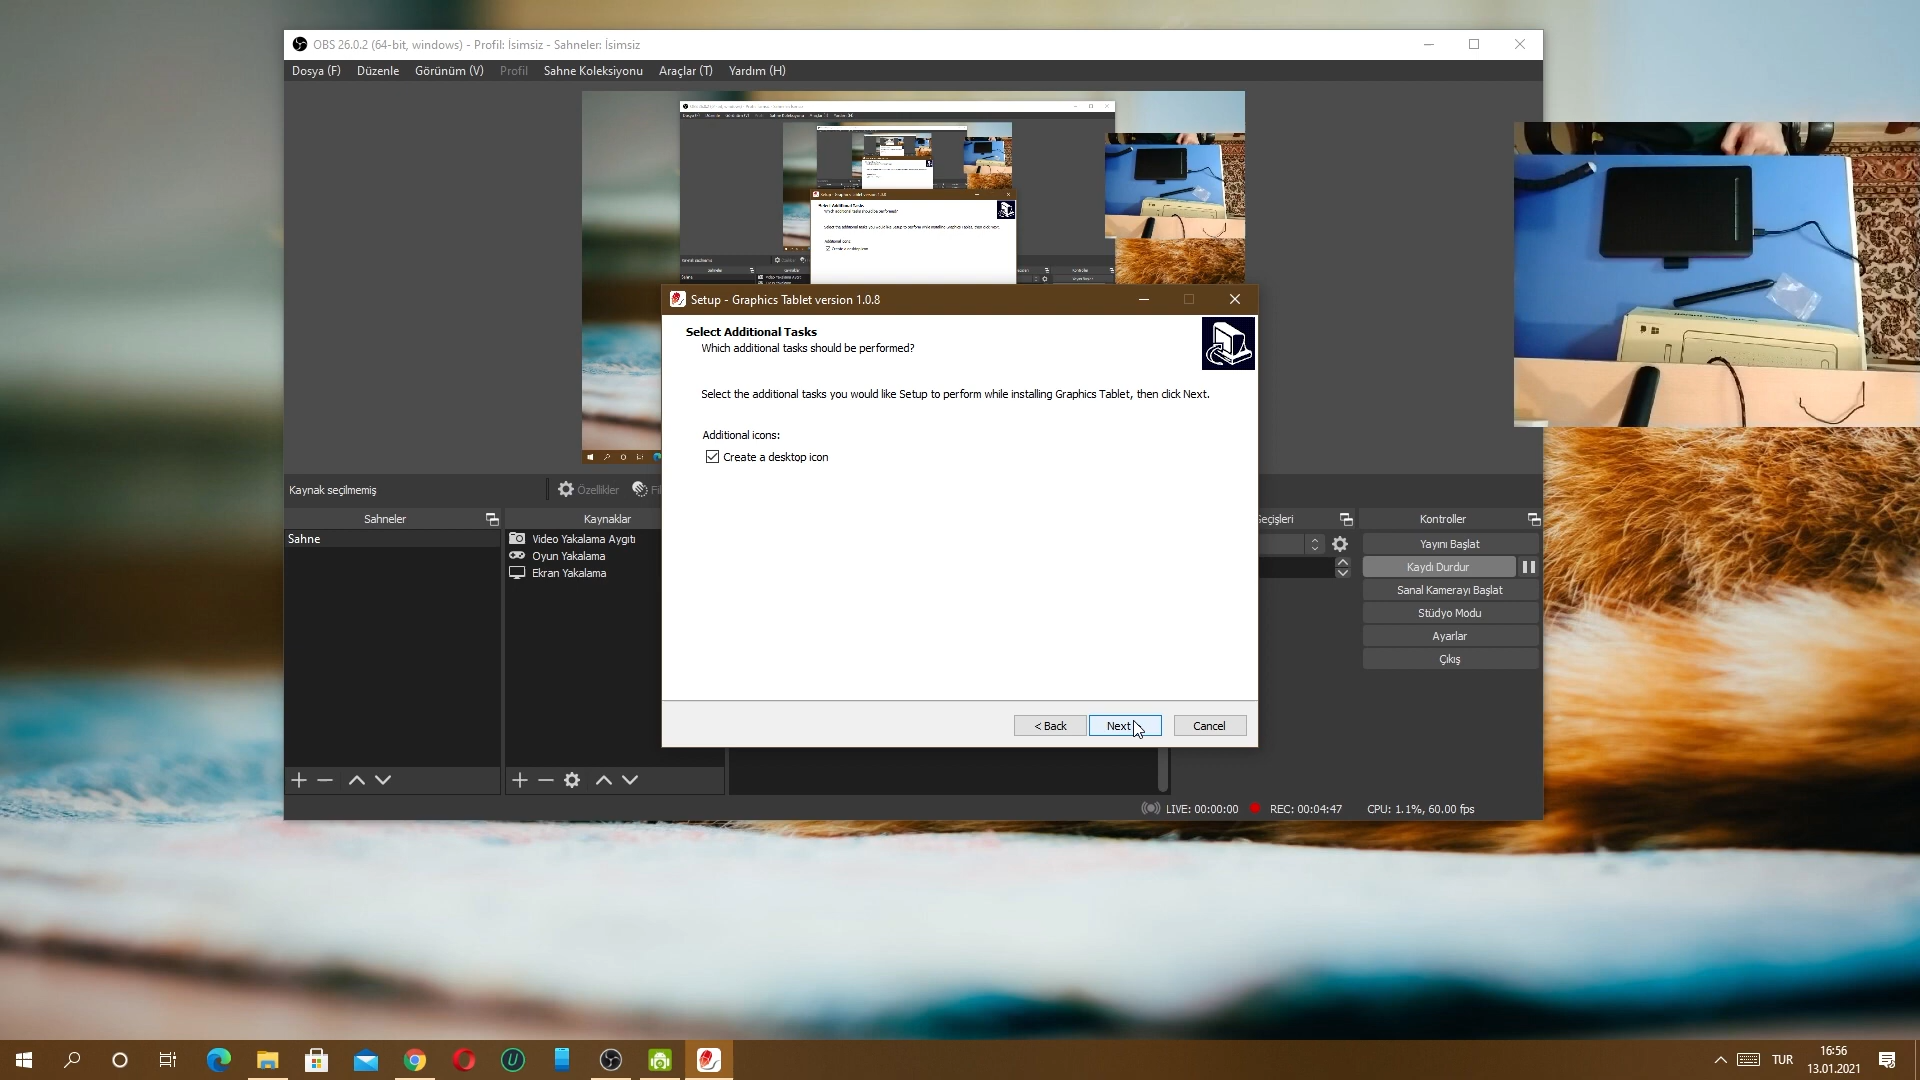 OBS 26.0.2 (64-bit, windows) - Profil: İsimsiz - Sahneler: İsimsiz
Dosya (F) Düzenle Görünüm (V) Profil Sahne Koleksiyonu Araçlar (T) Yardım (H)
Setup - Graphics Tablet version 1.0.8
Select Additional Tasks
Which additional tasks should be performed?
Select the additional tasks you would like Setup to perform while installing Graphics Tablet, then click Next.
Additional icons:
Create a desktop icon
< Back Next Cancel
Kaynak seçilmemiş Özellikler
Sahneler Kaynaklar Kontroller
Sahne
Video Yakalama Aygıtı
Oyun Yakalama
Ekran Yakalama
Yayını Başlat
Kaydı Durdur
Sanal Kamerayı Başlat
Stüdyo Modu
Ayarlar
Çıkış
LIVE: 00:00:00 REC: 00:04:47 CPU: 1.1%, 60.00 fps
TUR 16:56
13.01.2021